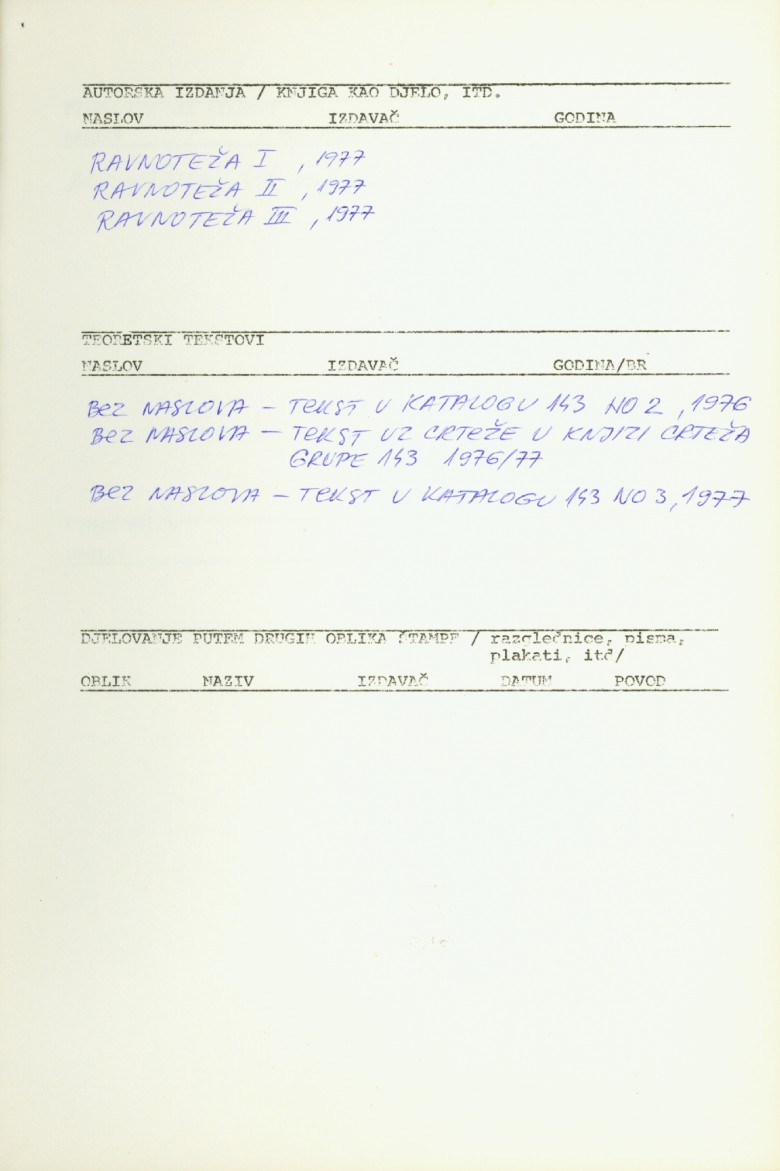 AUTORSKA IZDANJA / KNJIGA KAO DJELO, ITD.
NASLOV IZDAVAČ GODINA
RAVNOTEŽA I , 1977
RAVNOTEŽA II , 1977
RAVNOTEŽA III , 1977
TEORETSKI TEKSTOVI
NASLOV IZDAVAČ GODINA/BR
BEZ NASLOVA – TEKST U KATALOGU 143 NO 2 , 1976
BEZ NASLOVA – TEKST UZ CRTEŽE U KNJIZI CRTEŽA
GRUPE 143 1976/77
BEZ NASLOVA – TEKST U KATALOGU 143 NO 3, 1977
DJELOVANJE PUTEM DRUGIH OBLIKA ŠTAMPE / razglednice, pisma,
plakati, itd/
OBLIK NAZIV IZDAVAČ DATUM POVOD